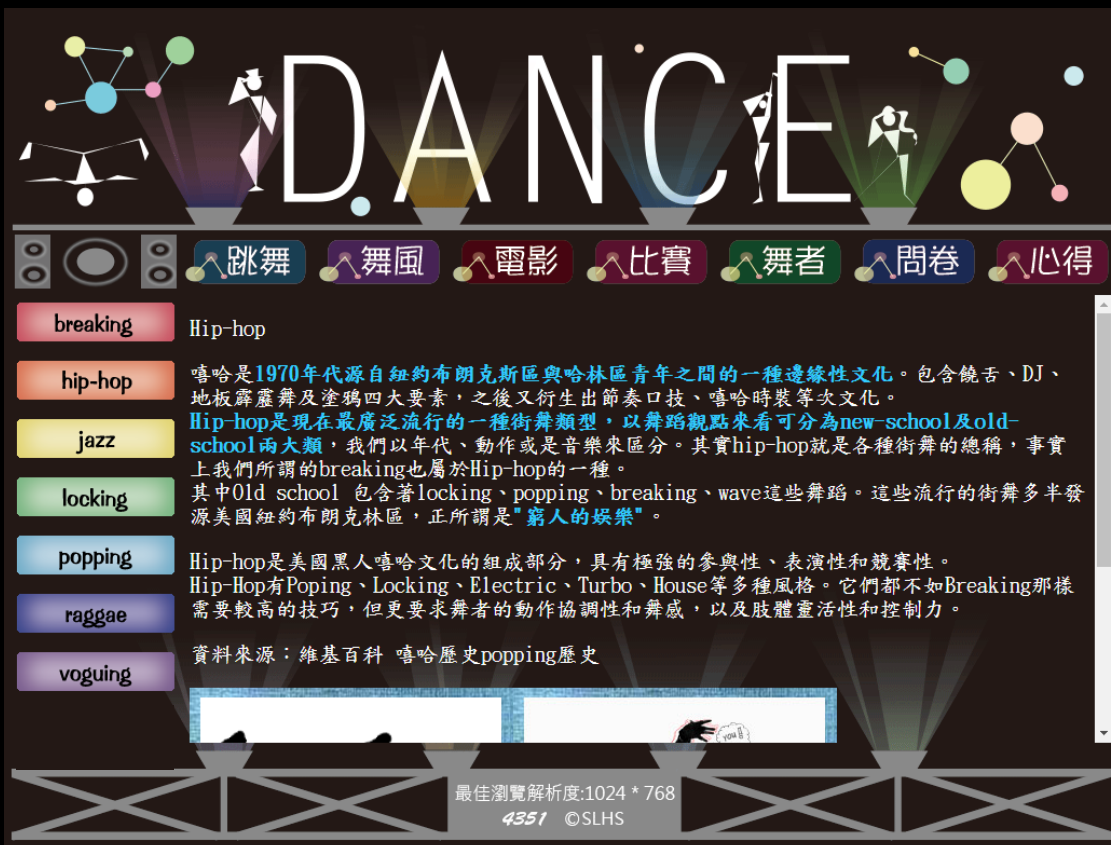 DANCE
跳舞
舞風
電影
比賽
舞者
問卷
心得
breaking
hip-hop
jazz
locking
popping
raggae
voguing
Hip-hop
嘻哈是1970年代源自紐約布朗克斯區與哈林區青年之間的一種邊緣性文化。包含饒舌、DJ、
地板霹靂舞及塗鴉四大要素，之後又衍生出節奏口技、嘻哈時裝等次文化。
Hip-hop是現在最廣泛流行的一種街舞類型，以舞蹈觀點來看可分為new-school及old-
school兩大類，我們以年代、動作或是音樂來區分。其實hip-hop就是各種街舞的總稱，事實
上我們所謂的breaking也屬於Hip-hop的一種。
其中Old school 包含著locking、popping、breaking、wave這些舞蹈。這些流行的街舞多半發
源美國紐約布朗克林區，正所謂是"窮人的娛樂"。
Hip-hop是美國黑人嘻哈文化的組成部分，具有極強的參與性、表演性和競賽性。
Hip-Hop有Poping、Locking、Electric、Turbo、House等多種風格。它們都不如Breaking那樣
需要較高的技巧，但更要求舞者的動作協調性和舞感，以及肢體靈活性和控制力。
資料來源：維基百科 嘻哈歷史popping歷史
YOU
最佳瀏覽解析度:1024 * 768
4351 ©SLHS